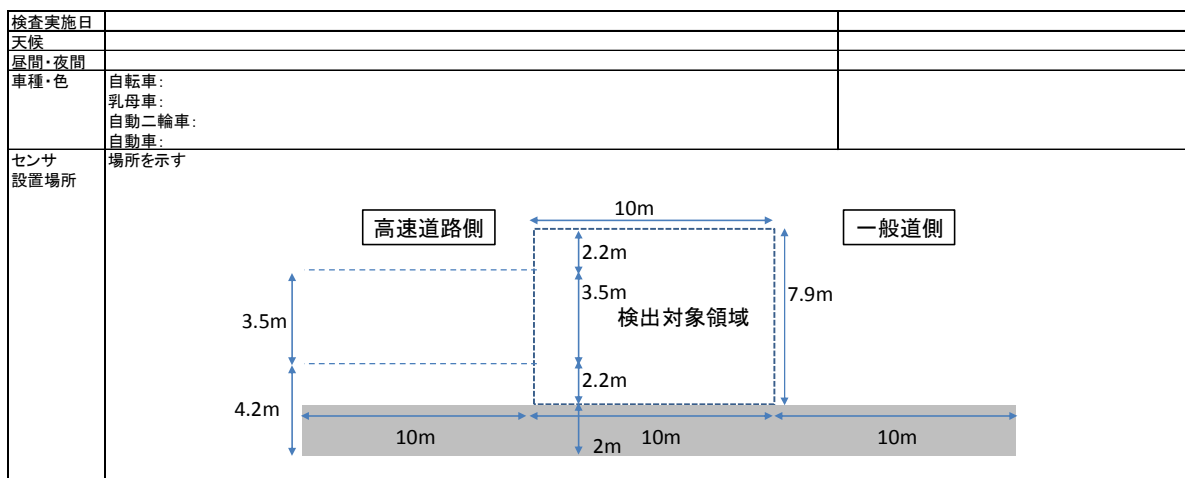 検査実施日
天候
昼間・夜間
車種・色
自転車:
乳母車:
自動二輪車:
自動車:
センサ
設置場所
場所を示す
10m
高速道路側
一般道側
2.2m
3.5m
7.9m
3.5m
検出対象領域
2.2m
4.2m
10m
10m
10m
2m